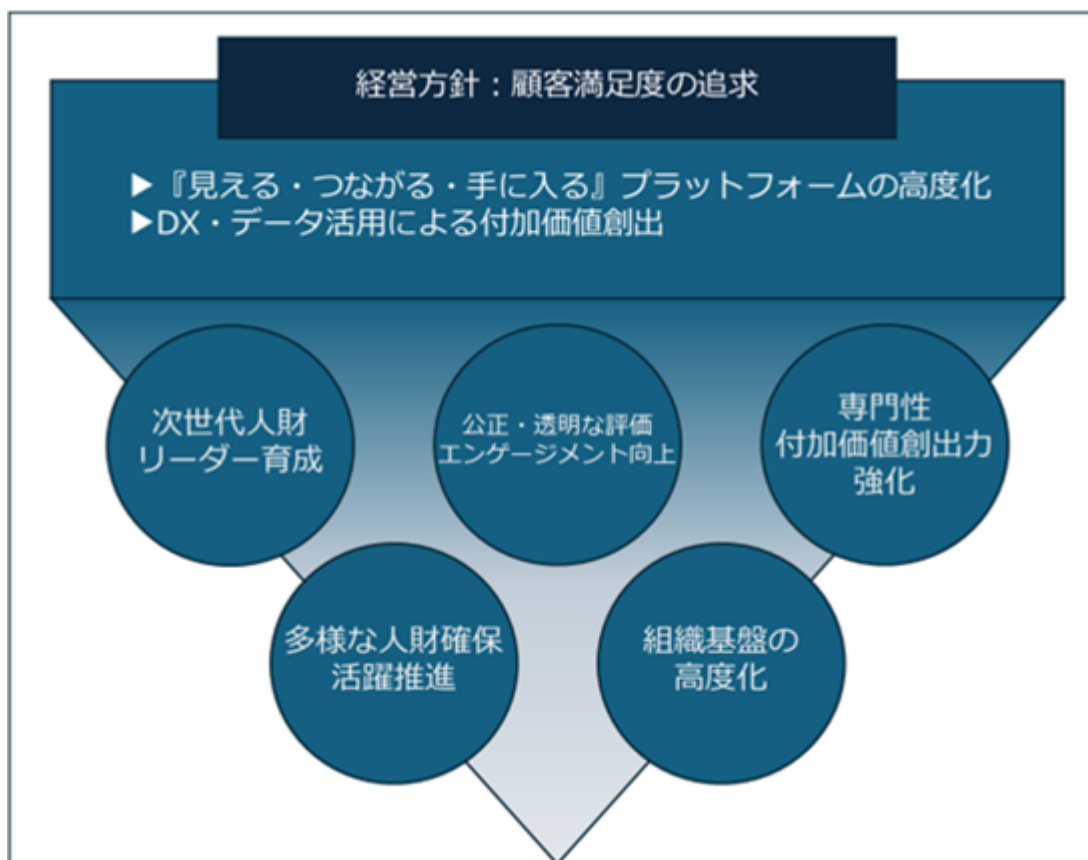 経営方針：顧客満足度の追求
▶『見える・つながる・手に入る』プラットフォームの高度化
▶DX・データ活用による付加価値創出
次世代人財
リーダー育成
公正・透明な評価
エンゲージメント向上
専門性
付加価値創出力
強化
多様な人財確保
活躍推進
組織基盤の
高度化